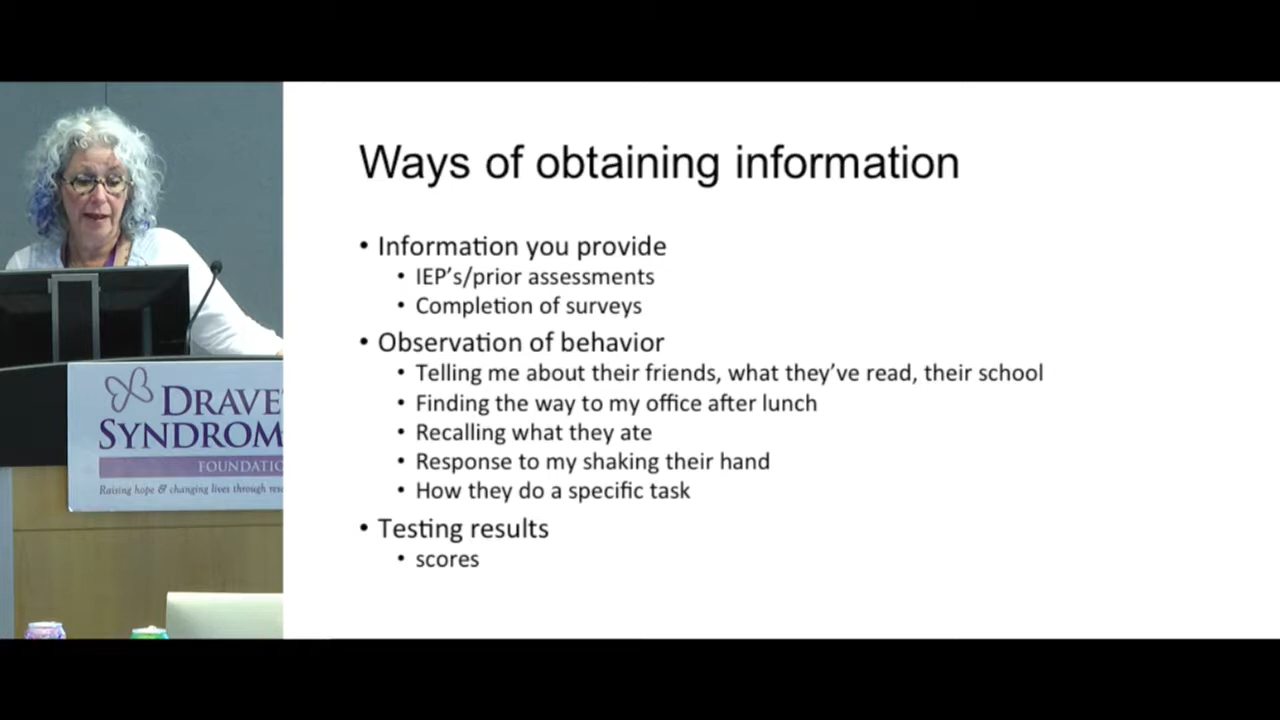 Ways of obtaining information
• Information you provide
• IEP's/prior assessments
• Completion of surveys
• Observation of behavior
• Telling me about their friends, what they've read, their school
• Finding the way to my office after lunch
• Recalling what they ate
• Response to my shaking their hand
• How they do a specific task
• Testing results
• scores
DRAVE
SYNDROM
FOUNDATIO
Raising hope & changing lives through res